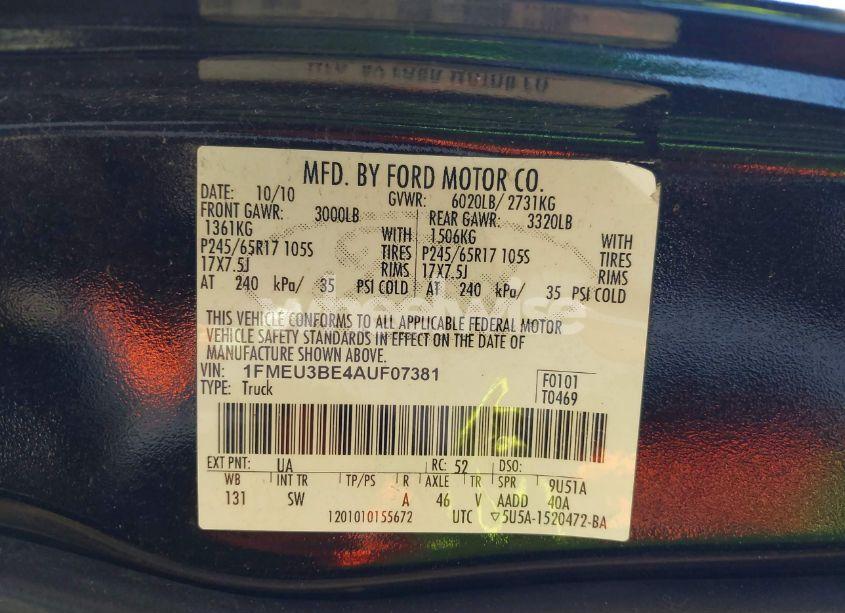 MFD. BY FORD MOTOR CO.
DATE: 10/10 GVWR: 6020LB/ 2731KG
FRONT GAWR: 3000LB REAR GAWR: 3320LB
1361KG WITH 1506KG WITH
P245/65R17 105S TIRES P245/65R17 105S TIRES
17X7.5J RIMS 17X7.5J RIMS
AT 240 kPa/ 35 PSI COLD AT 240 kPa/ 35 PSI COLD
wheelwise
THIS VEHICLE CONFORMS TO ALL APPLICABLE FEDERAL MOTOR
VEHICLE SAFETY STANDARDS IN EFFECT ON THE DATE OF
MANUFACTURE SHOWN ABOVE.
VIN: 1FMEU3BE4AUF07381
TYPE: Truck
F0101
T0469
EXT PNT: UA RC: 52 DSO:
WB INT TR TP/PS R AXLE TR SPR 9U51A
131 SW A 46 V AADD 40A
1201010155672 UTC ▽5U5A-1520472-BA